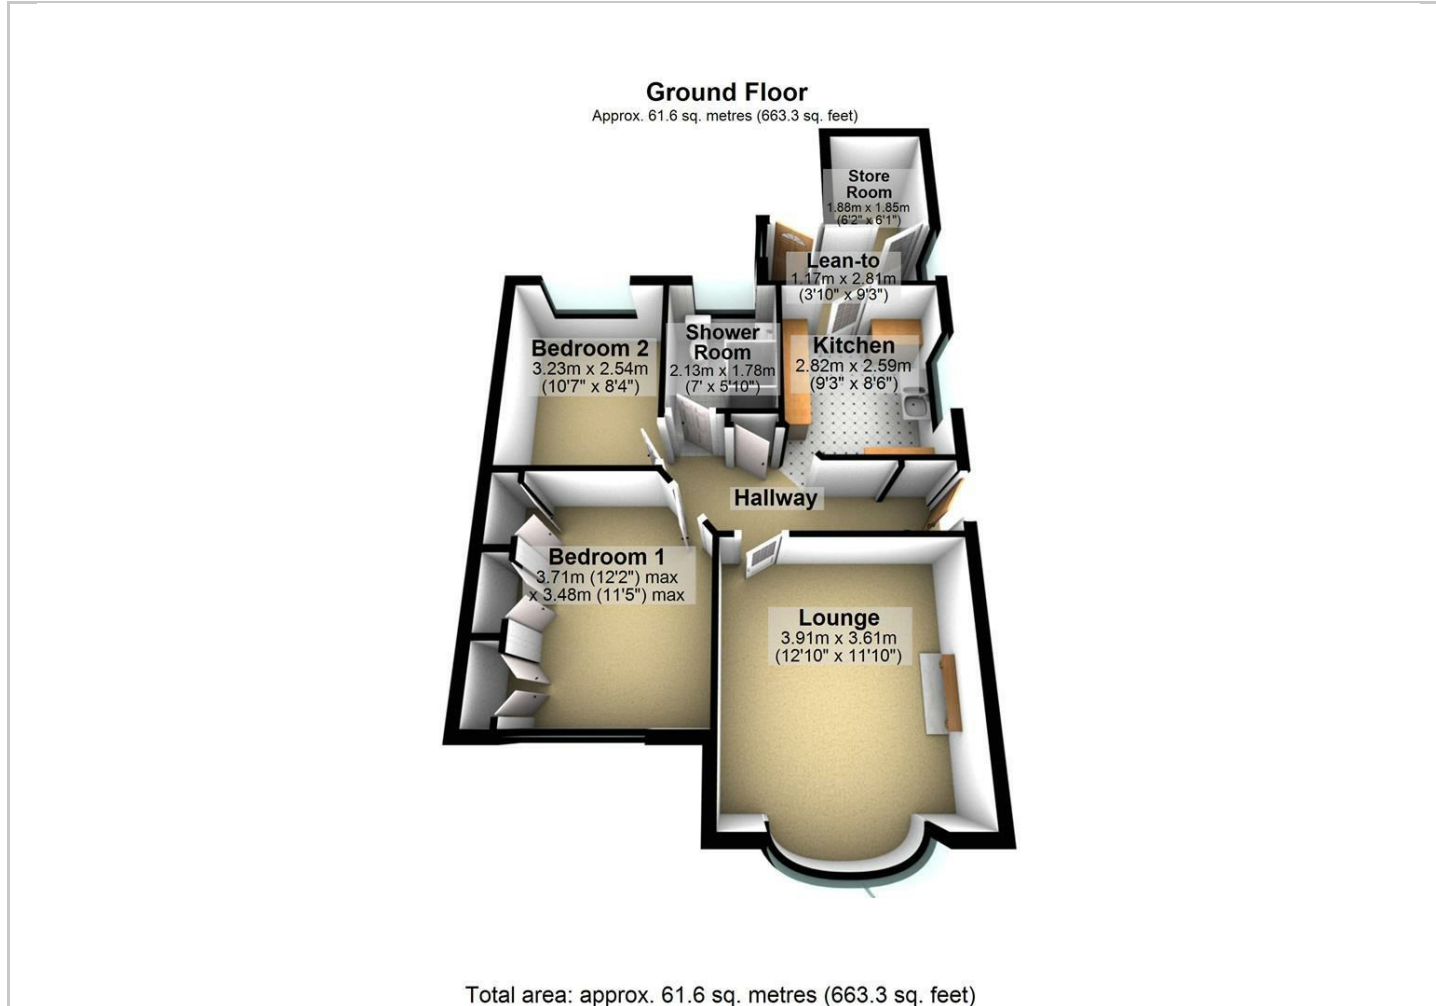 Ground Floor
Approx. 61.6 sq. metres (663.3 sq. feet)
Store
Room
1.88m x 1.85m
(6'2" x 6'1")
Lean-to
1.17m x 2.81m
(3'10" x 9'3")
Shower
Room
2.13m x 1.78m
(7' x 5'10")
Kitchen
2.82m x 2.59m
(9'3" x 8'6")
Bedroom 2
3.23m x 2.54m
(10'7" x 8'4")
Hallway
Bedroom 1
3.71m (12'2") max
x 3.48m (11'5") max
Lounge
3.91m x 3.61m
(12'10" x 11'10")
Total area: approx. 61.6 sq. metres (663.3 sq. feet)